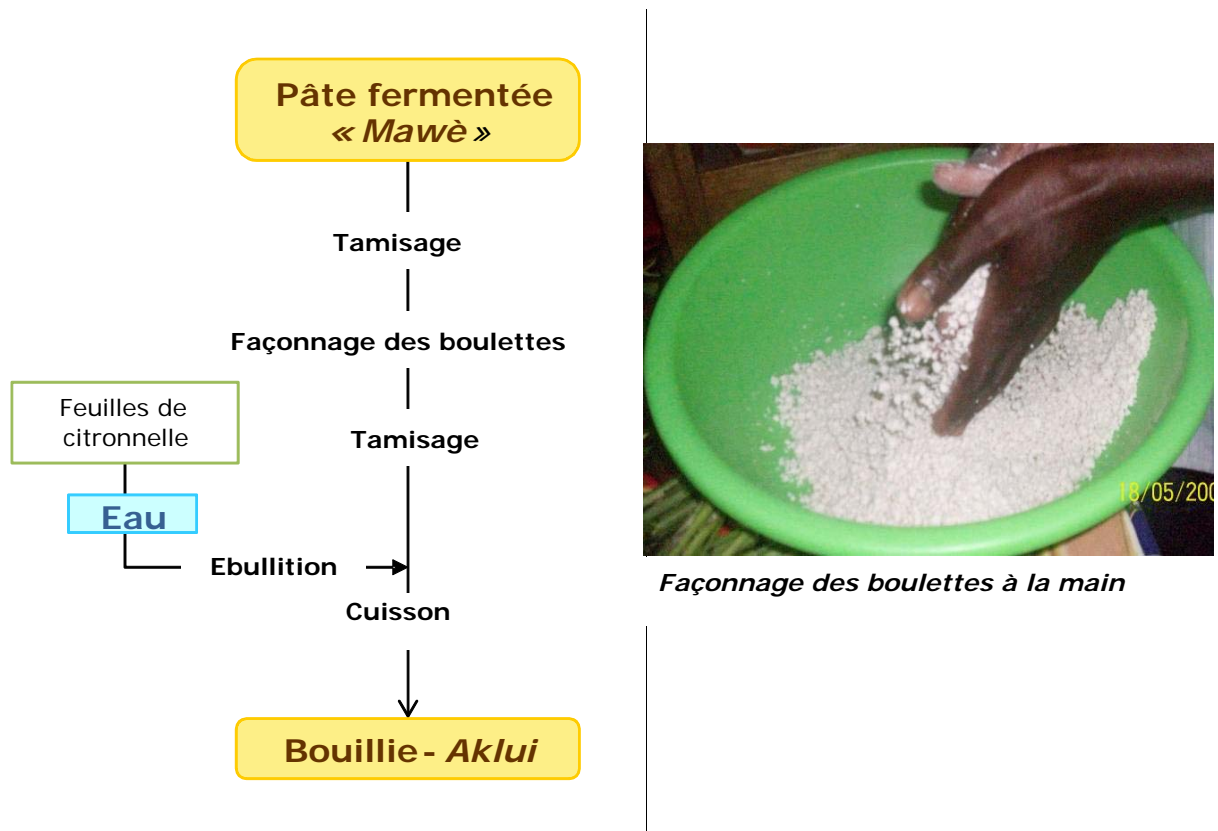 Pâte fermentée
« Mawè »
Tamisage
Façonnage des boulettes
Feuilles de
citronnelle
Tamisage
Eau
Ebullition
Cuisson
Bouillie - Aklui
18/05/200
Façonnage des boulettes à la main